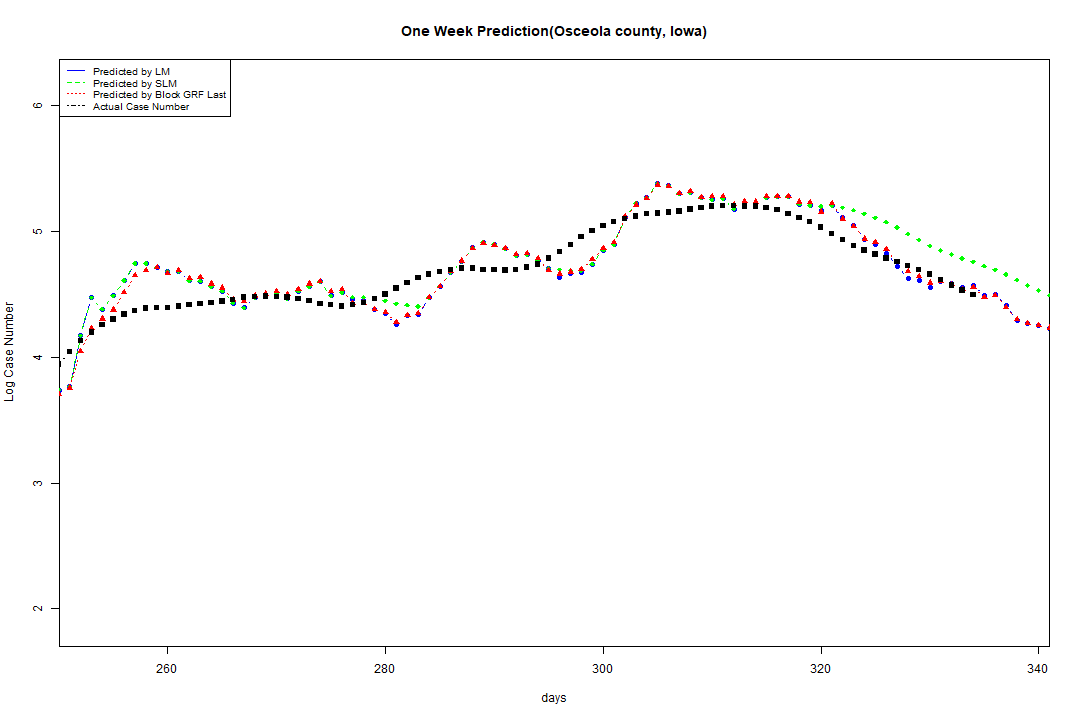 One Week Prediction(Osceola county, Iowa)
Predicted by LM
Predicted by SLM
Predicted by Block GRF Last
Actual Case Number
6
5
4
3
2
Log Case Number
260 280 300 320 340
days